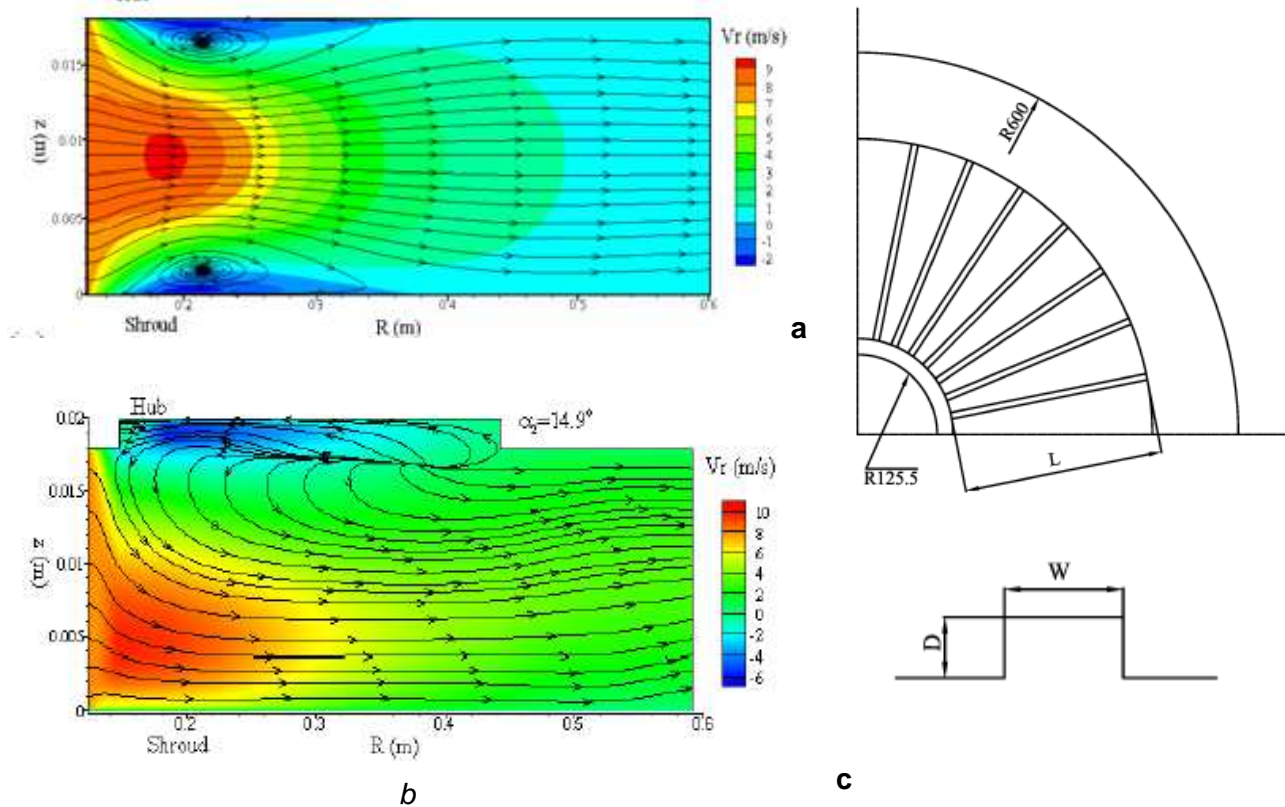 Vr (m/s)
9
8
7
6
5
4
3
2
1
0
-1
-2
0.015
0.01
0.005
0
z (m)
0.2
0.3
0.4
0.5
0.6
Shroud
R (m)
a
R600
R125.5
L
Hub
α₂=14.9°
0.02
0.015
0.01
0.005
0
z (m)
Vr (m/s)
10
8
6
4
2
0
-2
-4
-6
0.2
0.3
0.4
0.5
0.6
Shroud
R (m)
W
D
b
c